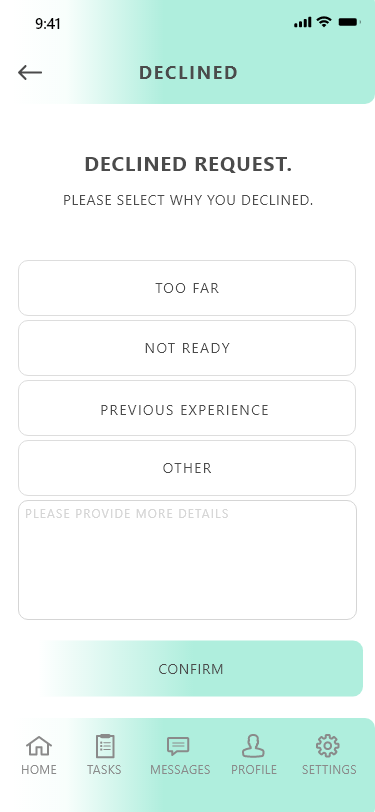 9:41
DECLINED
DECLINED REQUEST.
PLEASE SELECT WHY YOU DECLINED.
TOO FAR
NOT READY
PREVIOUS EXPERIENCE
OTHER
PLEASE PROVIDE MORE DETAILS
CONFIRM
HOME TASKS MESSAGES PROFILE SETTINGS